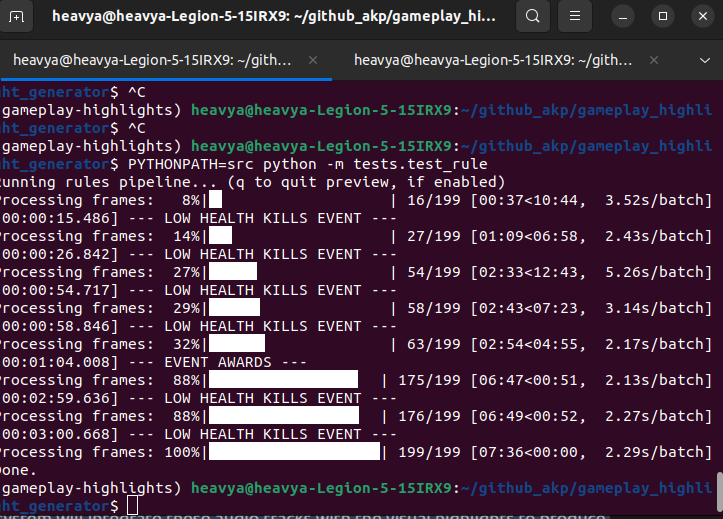 heavya@heavya-Legion-5-15IRX9: ~/github_akp/gameplay_hi...
heavya@heavya-Legion-5-15IRX9: ~/gith... × heavya@heavya-Legion-5-15IRX9: ~/gith... ×
ht_generator$ ^C
gameplay-highlights) heavya@heavya-Legion-5-15IRX9:~/github_akp/gameplay_highli
ht_generator$ ^C
gameplay-highlights) heavya@heavya-Legion-5-15IRX9:~/github_akp/gameplay_highli
ht_generator$ PYTHONPATH=src python -m tests.test_rule
unning rules pipeline... (q to quit preview, if enabled)
rocessing frames:   8%| | 16/199 [00:37<10:44,  3.52s/batch]
00:00:15.486] --- LOW HEALTH KILLS EVENT ---
rocessing frames:  14%| | 27/199 [01:09<06:58,  2.43s/batch]
00:00:26.842] --- LOW HEALTH KILLS EVENT ---
rocessing frames:  27%| | 54/199 [02:33<12:43,  5.26s/batch]
00:00:54.717] --- LOW HEALTH KILLS EVENT ---
rocessing frames:  29%| | 58/199 [02:43<07:23,  3.14s/batch]
00:00:58.846] --- LOW HEALTH KILLS EVENT ---
rocessing frames:  32%| | 63/199 [02:54<04:55,  2.17s/batch]
00:01:04.008] --- EVENT AWARDS ---
rocessing frames:  88%| | 175/199 [06:47<00:51,  2.13s/batch]
00:02:59.636] --- LOW HEALTH KILLS EVENT ---
rocessing frames:  88%| | 176/199 [06:49<00:52,  2.27s/batch]
00:03:00.668] --- LOW HEALTH KILLS EVENT ---
rocessing frames: 100%| | 199/199 [07:36<00:00,  2.29s/batch]
one.
gameplay-highlights) heavya@heavya-Legion-5-15IRX9:~/github_akp/gameplay_highli
ht_generator$